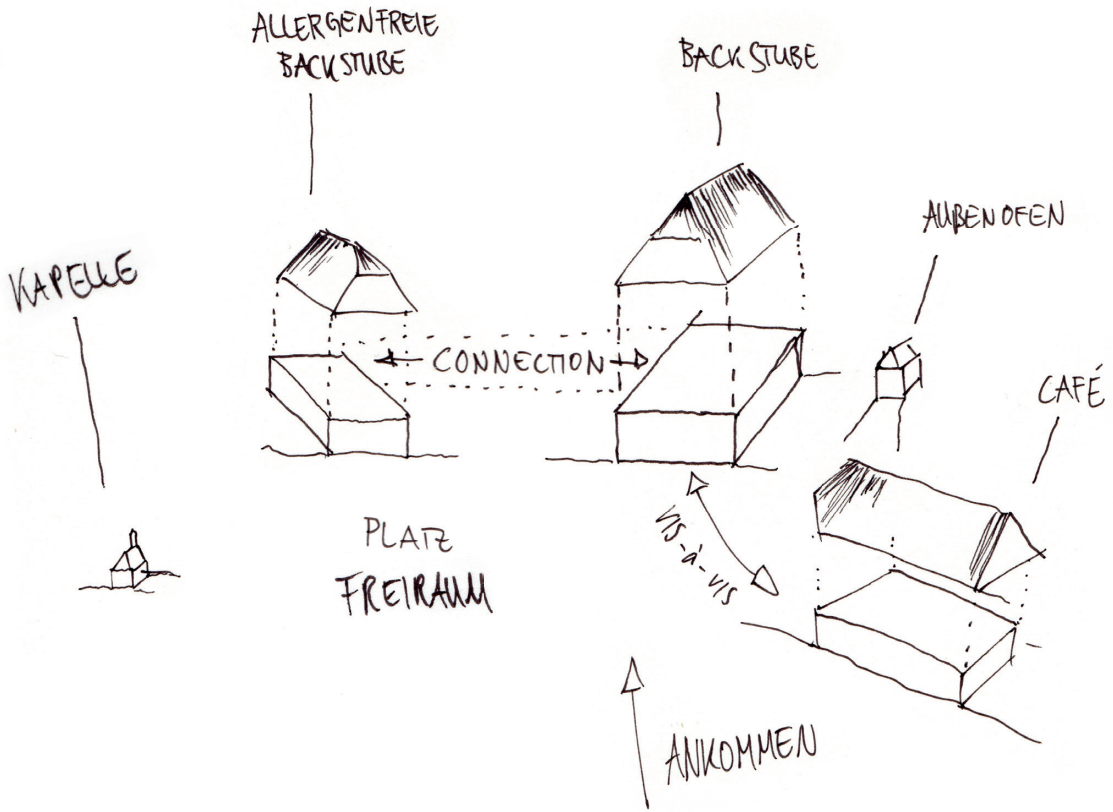 ALLERGENFREIE
BACKSTUBE
BACKSTUBE
AUßENOFEN
KAPELLE
CONNECTION
CAFÉ
VIS-à-VIS
PLATZ
FREIRAUM
ANKOMMEN